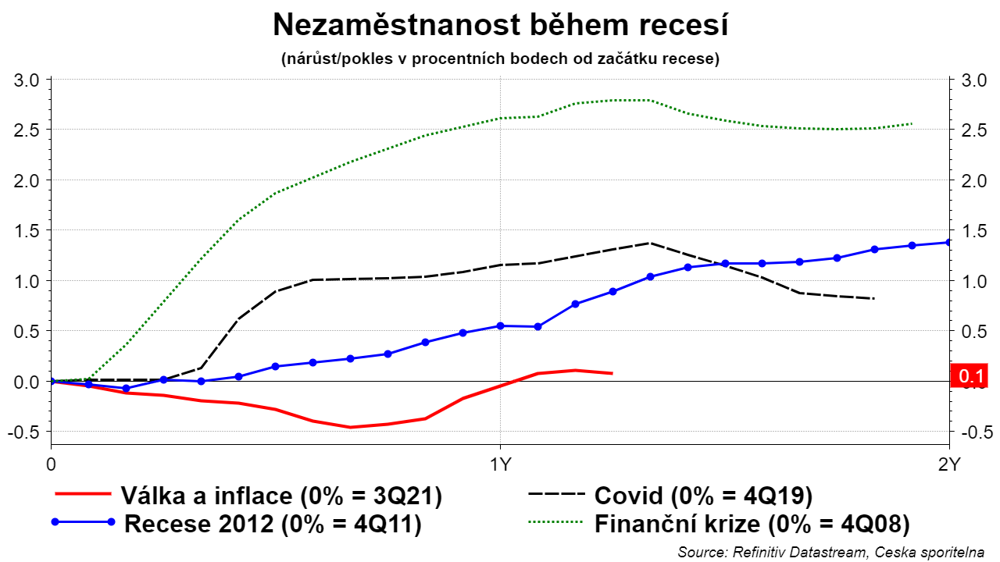 Nezaměstnanost během recesí
(nárůst/pokles v procentních bodech od začátku recese)
3.0 3.0
2.5 2.5
2.0 2.0
1.5 1.5
1.0 1.0
0.5 0.5
0.0 0.1
-0.5 -0.5
0 1Y 2Y
Válka a inflace (0% = 3Q21) Covid (0% = 4Q19)
Recese 2012 (0% = 4Q11) Finanční krize (0% = 4Q08)
Source: Refinitiv Datastream, Ceska sporitelna